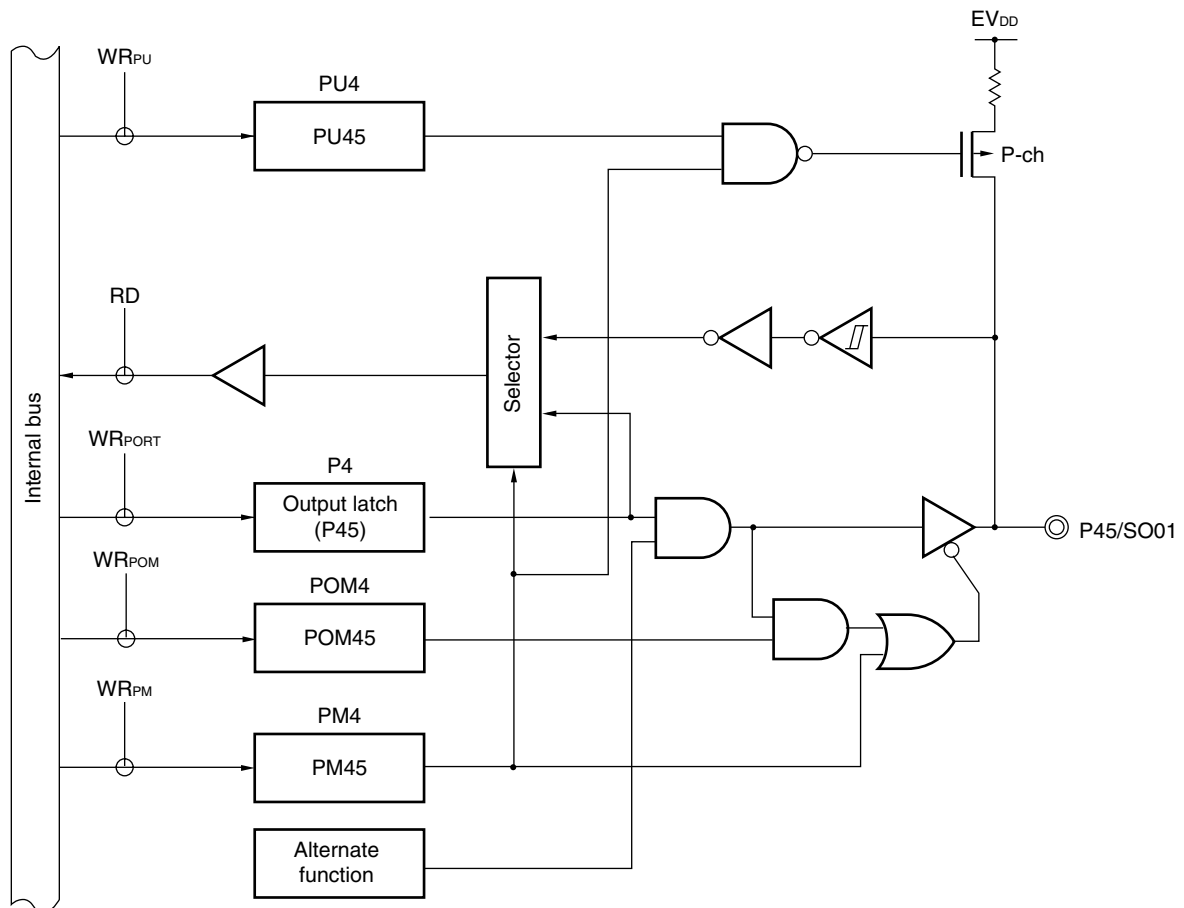 EVDD
WRPU
PU4
PU45
P-ch
RD
Selector
Internal bus
WRPORT
P4
Output latch
(P45)
P45/SO01
WRPOM
POM4
POM45
WRPM
PM4
PM45
Alternate
function